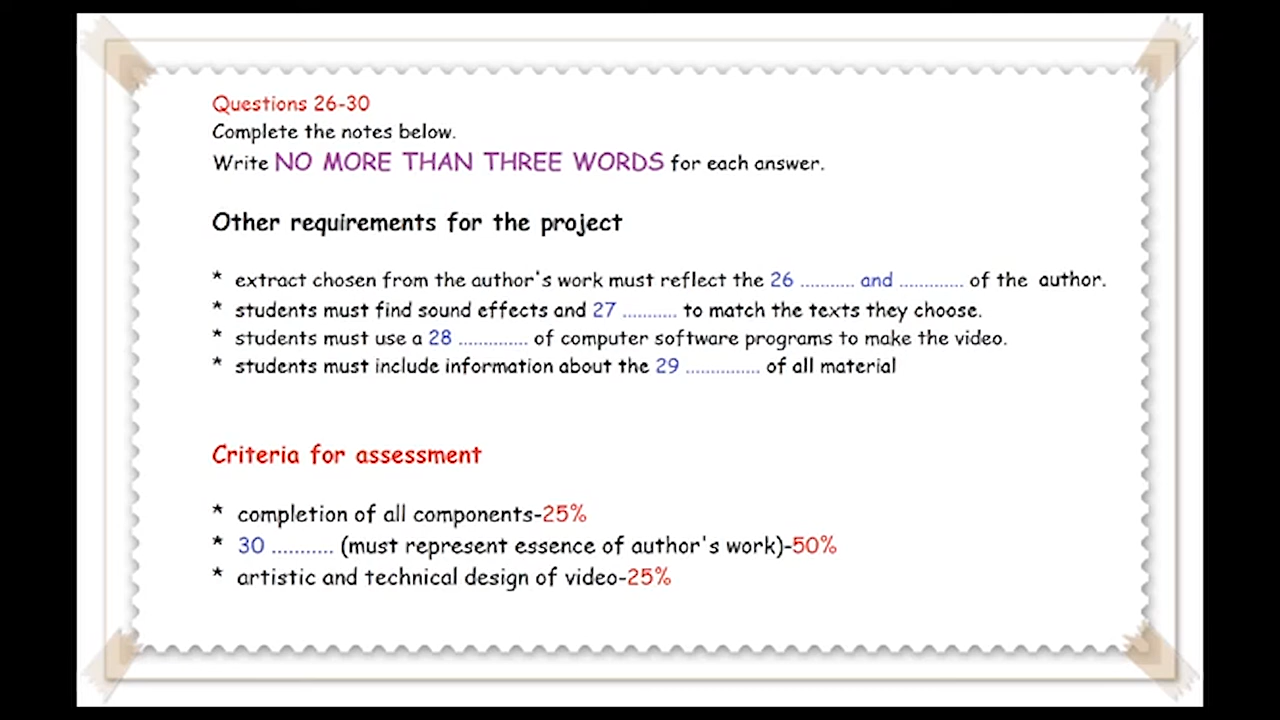 Questions 26-30
Complete the notes below.
Write NO MORE THAN THREE WORDS for each answer.
Other requirements for the project
* extract chosen from the author's work must reflect the 26 ........... and ............. of the author.
* students must find sound effects and 27 ........... to match the texts they choose.
* students must use a 28 .............. of computer software programs to make the video.
* students must include information about the 29 ............... of all material
Criteria for assessment
* completion of all components-25%
* 30 ........... (must represent essence of author's work)-50%
* artistic and technical design of video-25%